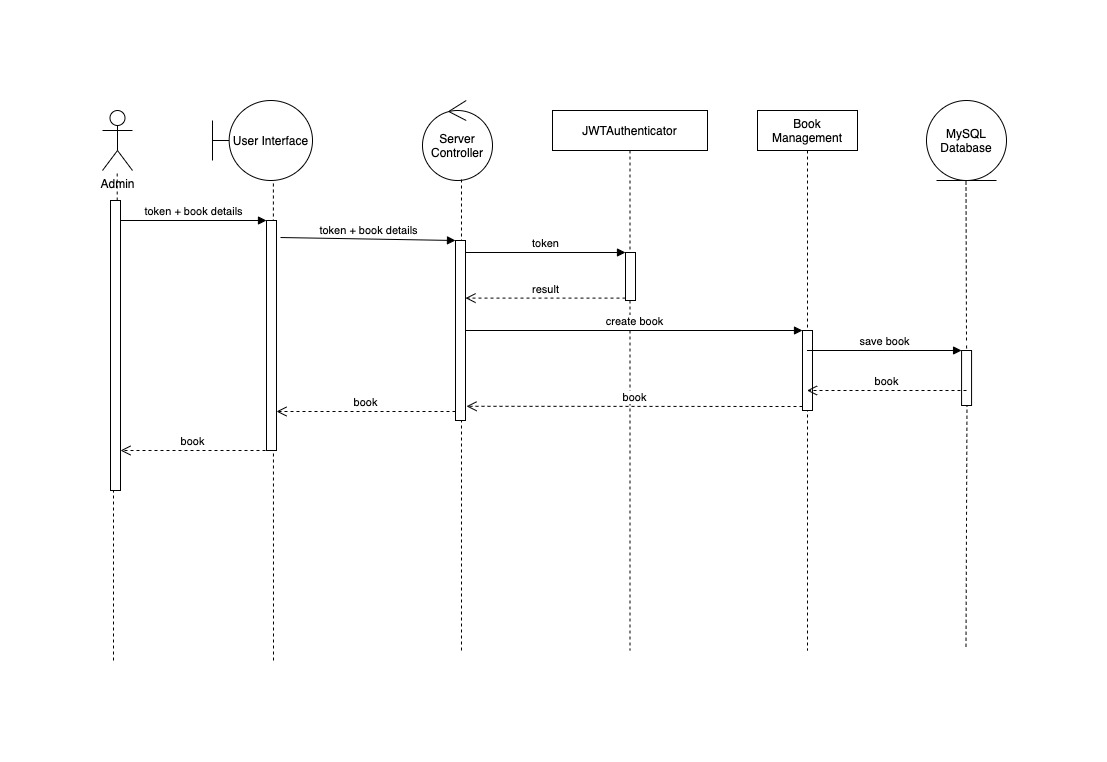 Admin
User Interface
Server
Controller
JWTAuthenticator
Book
Management
MySQL
Database
token + book details
token + book details
token
result
create book
save book
book
book
book
book